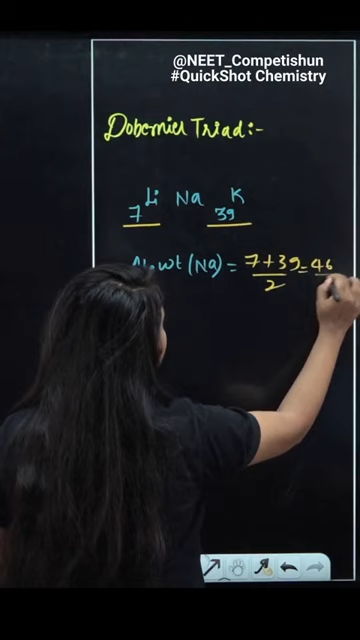 @NEET_Competishun
#QuickShot Chemistry
Dobernier Triad:-
7 Li Na 39 K
wt (Na) = 7 + 39 / 2 = 46